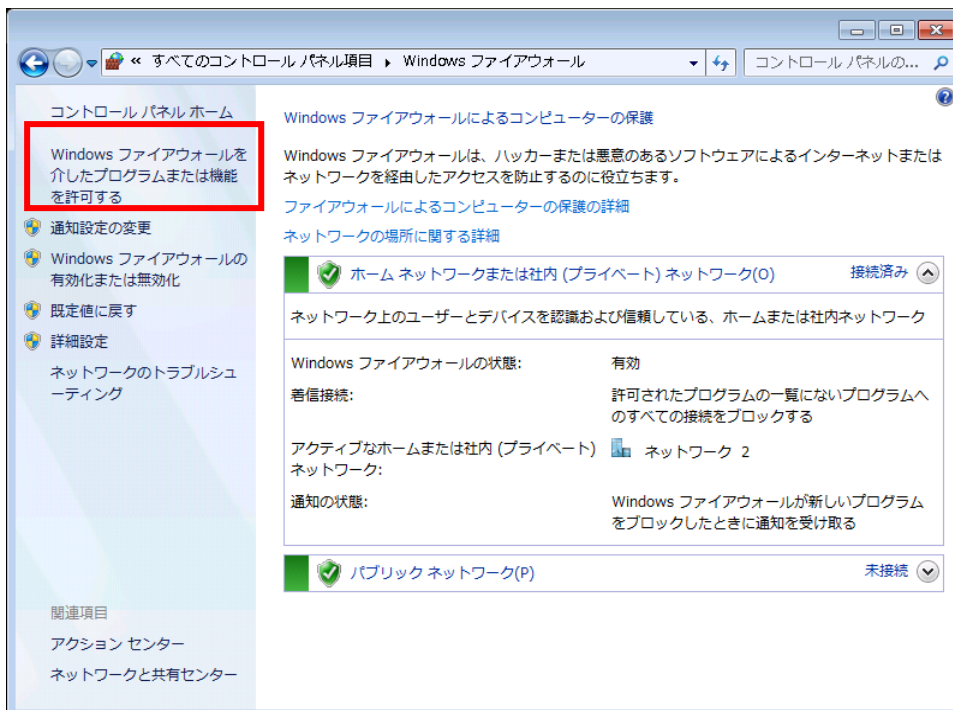 « すべてのコントロール パネル項目 ▸ Windows ファイアウォール
コントロール パネルの...
コントロール パネル ホーム
Windows ファイアウォールを
介したプログラムまたは機能
を許可する
通知設定の変更
Windows ファイアウォールの
有効化または無効化
既定値に戻す
詳細設定
ネットワークのトラブルシュ
ーティング
関連項目
アクション センター
ネットワークと共有センター
Windows ファイアウォールによるコンピューターの保護
Windows ファイアウォールは、ハッカーまたは悪意のあるソフトウェアによるインターネットまたは
ネットワークを経由したアクセスを防止するのに役立ちます。
ファイアウォールによるコンピューターの保護の詳細
ネットワークの場所に関する詳細
ホーム ネットワークまたは社内 (プライベート) ネットワーク(O) 接続済み
ネットワーク上のユーザーとデバイスを認識および信頼している、ホームまたは社内ネットワーク
Windows ファイアウォールの状態: 有効
着信接続: 許可されたプログラムの一覧にないプログラムへ
のすべての接続をブロックする
アクティブなホームまたは社内 (プライベート) ネットワーク 2
ネットワーク:
通知の状態: Windows ファイアウォールが新しいプログラム
をブロックしたときに通知を受け取る
パブリック ネットワーク(P) 未接続